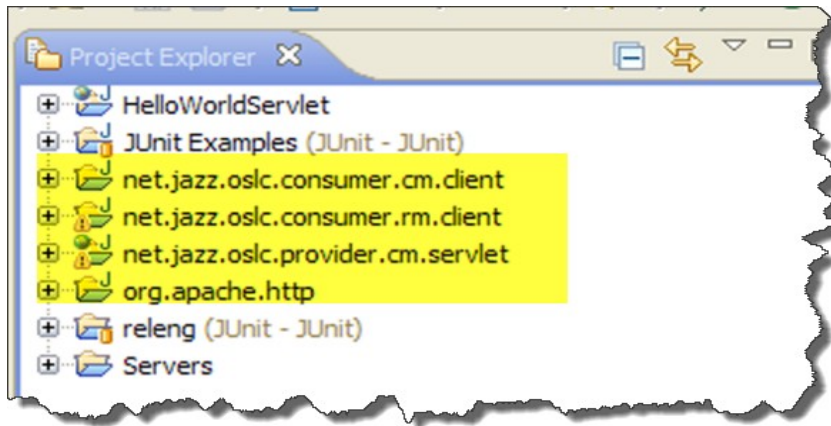 Project Explorer
HelloWorldServlet
JUnit Examples (JUnit - JUnit)
net.jazz.oslc.consumer.cm.client
net.jazz.oslc.consumer.rm.client
net.jazz.oslc.provider.cm.servlet
org.apache.http
releng (JUnit - JUnit)
Servers